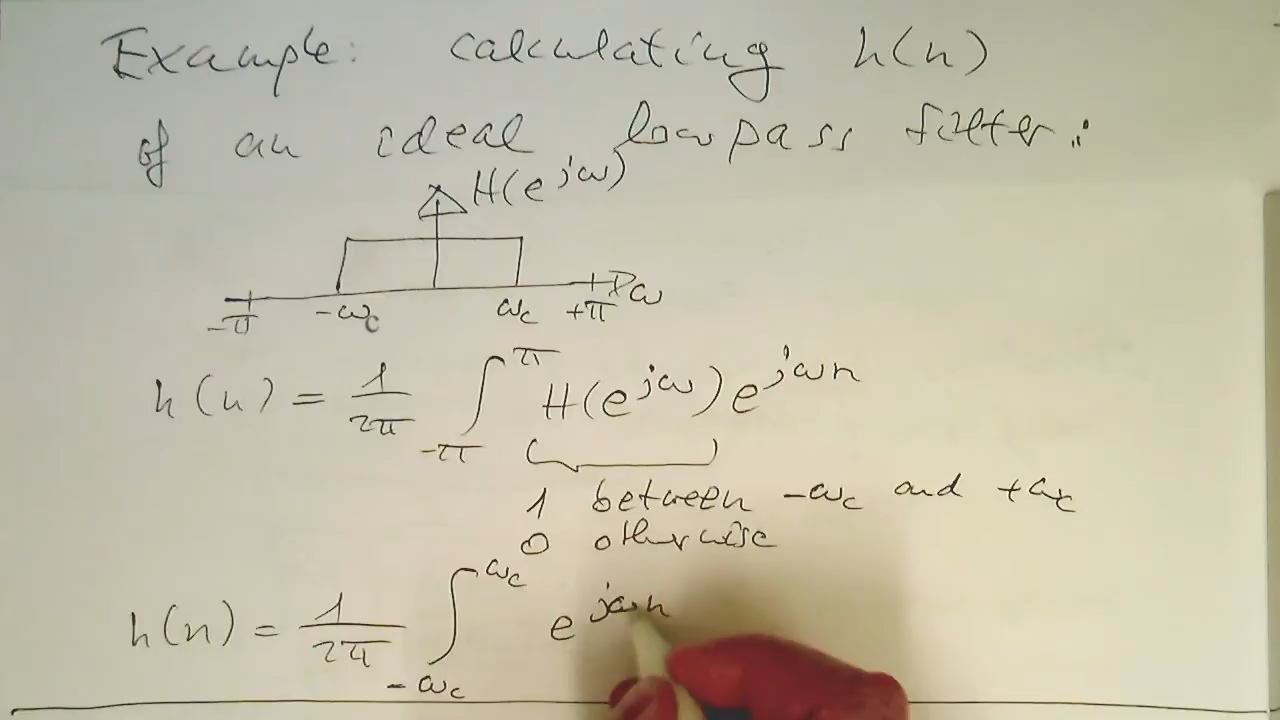 Example: calculating h(n)
of an ideal lowpass filter:
H(e^{jω})
-π -ωc ωc +π ω
h(n) = 1/2π ∫_{-π}^{π} H(e^{jω}) e^{jωn}
1 between -ωc and +ωc
0 otherwise
h(n) = 1/2π ∫_{-ωc}^{ωc} e^{jωn}